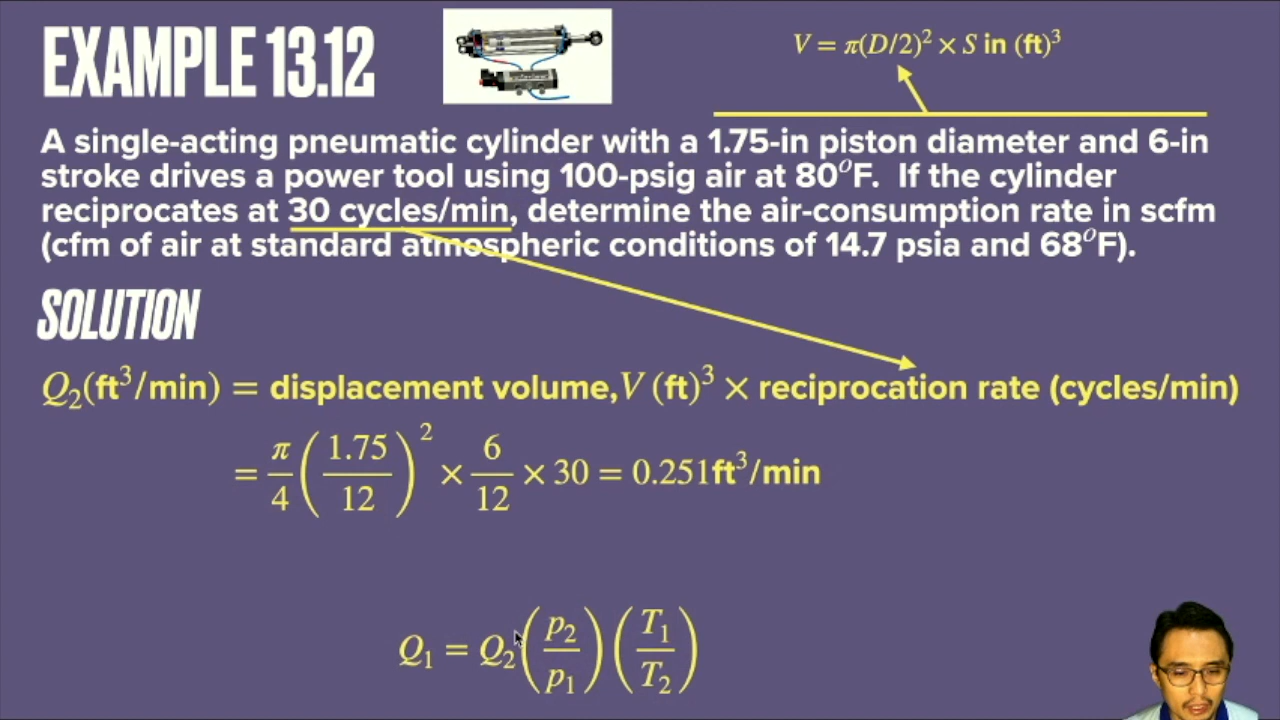 EXAMPLE 13.12
V = π(D/2)² × S in (ft)³
A single-acting pneumatic cylinder with a 1.75-in piston diameter and 6-in
stroke drives a power tool using 100-psig air at 80°F. If the cylinder
reciprocates at 30 cycles/min, determine the air-consumption rate in scfm
(cfm of air at standard atmospheric conditions of 14.7 psia and 68°F).
SOLUTION
Q₂(ft³/min) = displacement volume,V (ft)³ × reciprocation rate (cycles/min)
= π/4 (1.75/12)² × 6/12 × 30 = 0.251ft³/min
Q₁ = Q₂(p₂/p₁)(T₁/T₂)